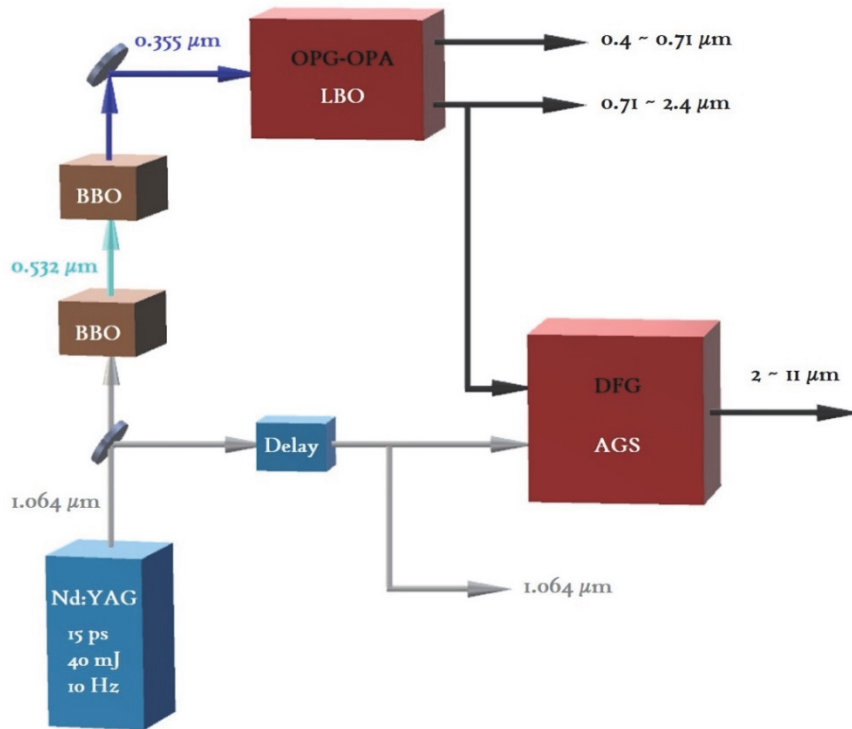 0.355 µm
OPG-OPA
LBO
0.4 ~ 0.71 µm
0.71 ~ 2.4 µm
BBO
0.532 µm
BBO
DFG
AGS
2 ~ 11 µm
Delay
1.064 µm
1.064 µm
Nd:YAG
15 ps
40 mJ
10 Hz